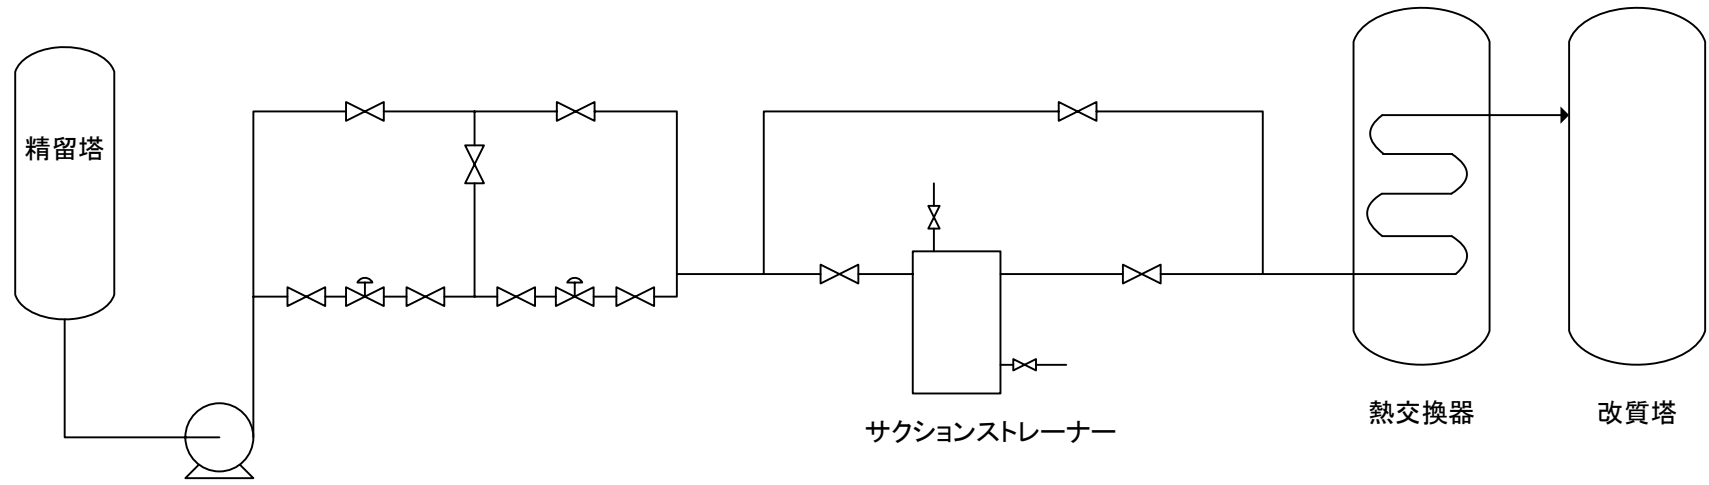 精留塔
サクションストレーナー
熱交換器
改質塔